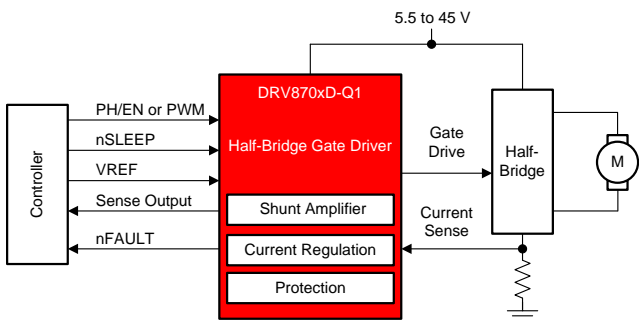 5.5 to 45 V
DRV870xD-Q1
Half-Bridge Gate Driver
Controller
PH/EN or PWM
nSLEEP
VREF
Sense Output
nFAULT
Shunt Amplifier
Current Regulation
Protection
Gate
Drive
Current
Sense
Half-
Bridge
M